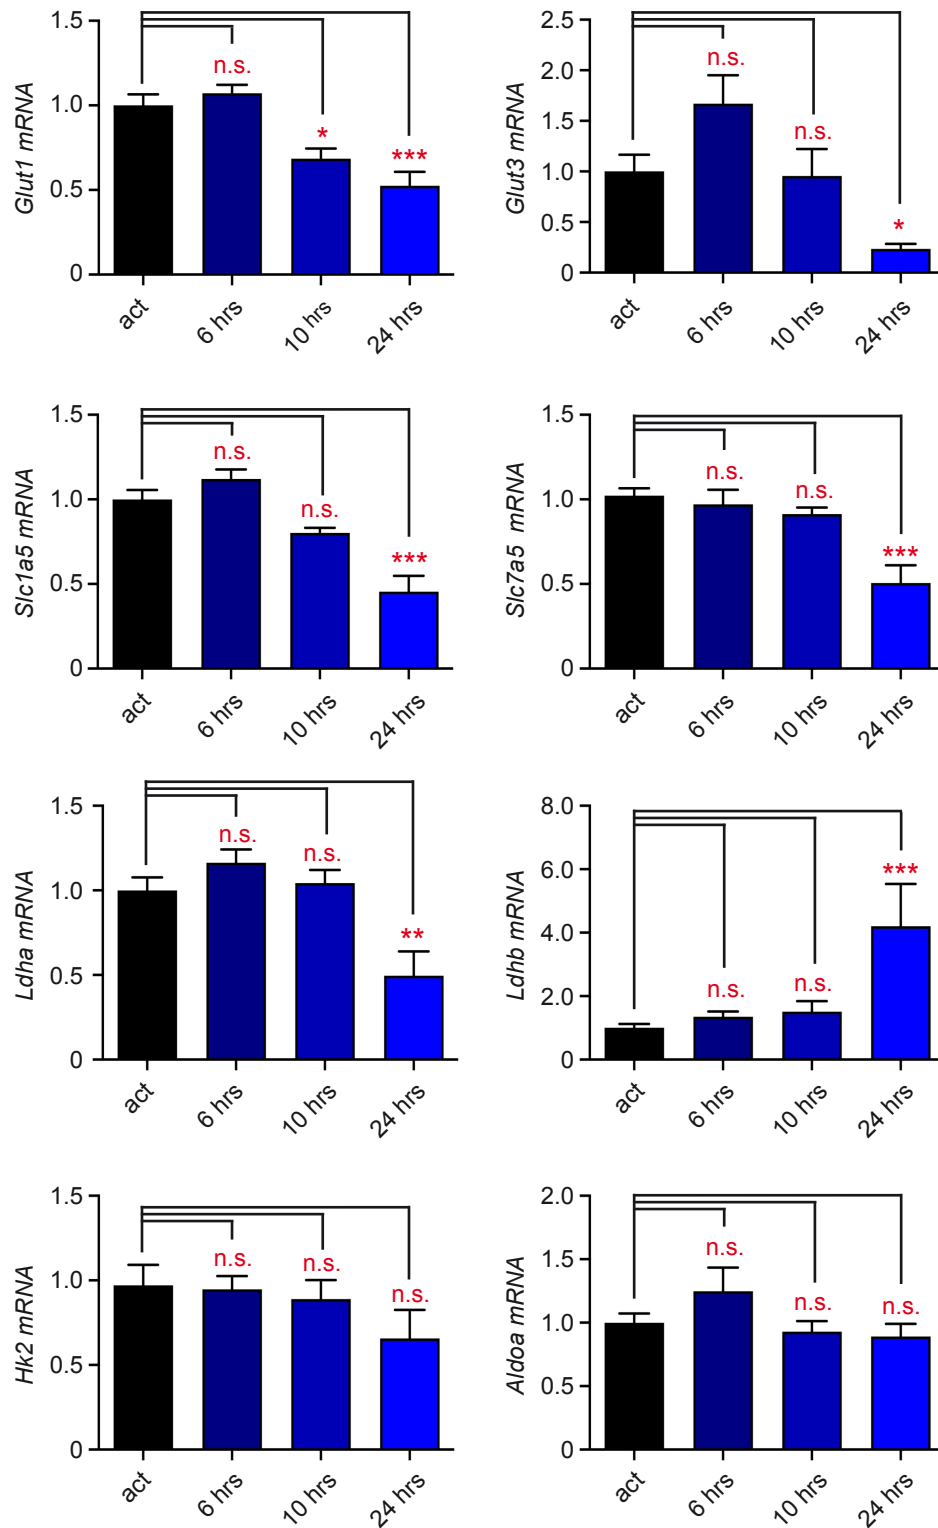 Glut1 mRNA
1.5
1.0
0.5
0
n.s.
*
***
act
6 hrs
10 hrs
24 hrs
Glut3 mRNA
2.5
2.0
1.5
1.0
0.5
0
n.s.
n.s.
*
act
6 hrs
10 hrs
24 hrs
Slc1a5 mRNA
1.5
1.0
0.5
0
n.s.
n.s.
***
act
6 hrs
10 hrs
24 hrs
Slc7a5 mRNA
1.5
1.0
0.5
0
n.s.
n.s.
***
act
6 hrs
10 hrs
24 hrs
Ldha mRNA
1.5
1.0
0.5
0
n.s.
n.s.
**
act
6 hrs
10 hrs
24 hrs
Ldhb mRNA
8.0
6.0
4.0
2.0
0
n.s.
n.s.
***
act
6 hrs
10 hrs
24 hrs
Hk2 mRNA
1.5
1.0
0.5
0
n.s.
n.s.
n.s.
act
6 hrs
10 hrs
24 hrs
Aldoa mRNA
2.0
1.5
1.0
0.5
0
n.s.
n.s.
n.s.
act
6 hrs
10 hrs
24 hrs